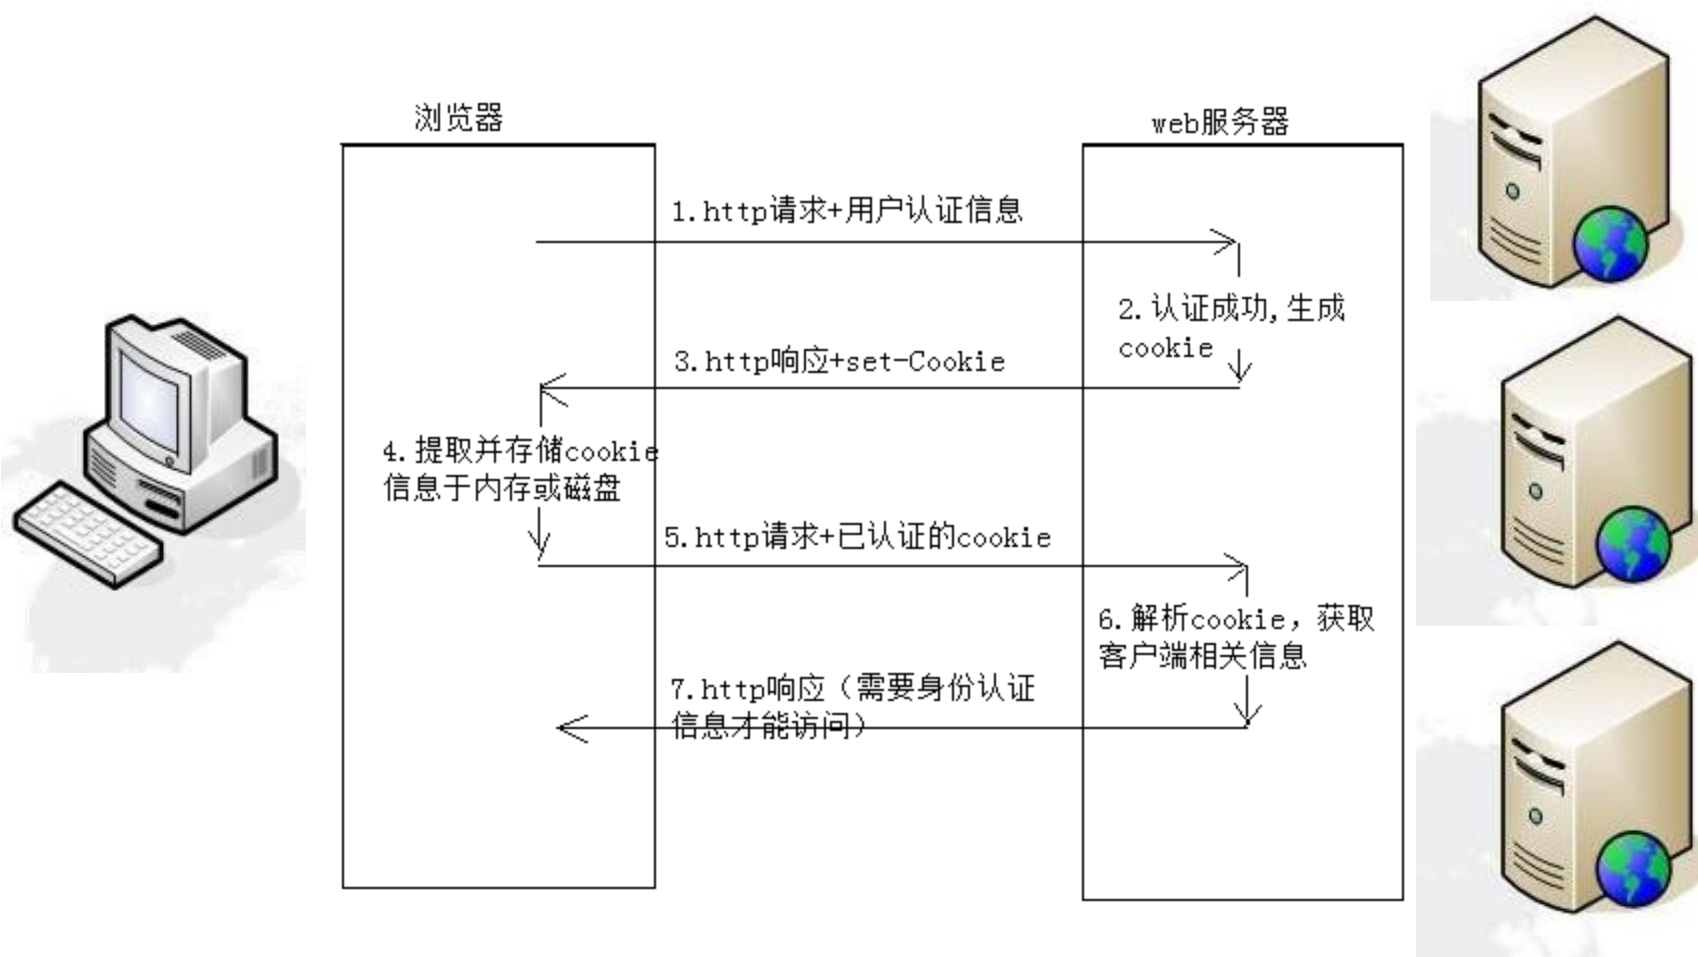 浏览器
web服务器
1.http请求+用户认证信息
2.认证成功,生成
cookie
3.http响应+set-Cookie
4.提取并存储cookie
信息于内存或磁盘
5.http请求+已认证的cookie
6.解析cookie，获取
客户端相关信息
7.http响应（需要身份认证
信息才能访问）